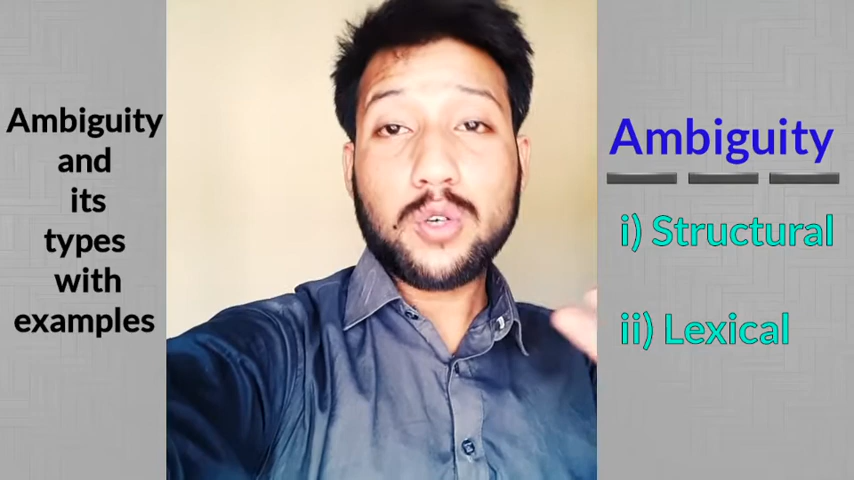 Ambiguity
and
its
types
with
examples
Ambiguity
i) Structural
ii) Lexical